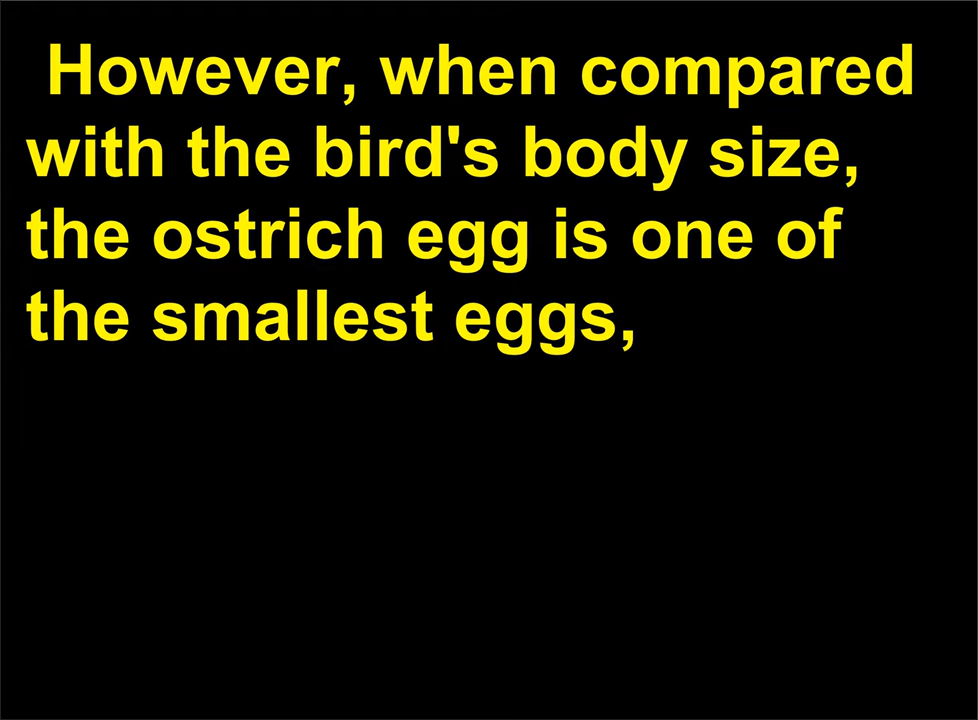 However, when compared
with the bird's body size,
the ostrich egg is one of
the smallest eggs,